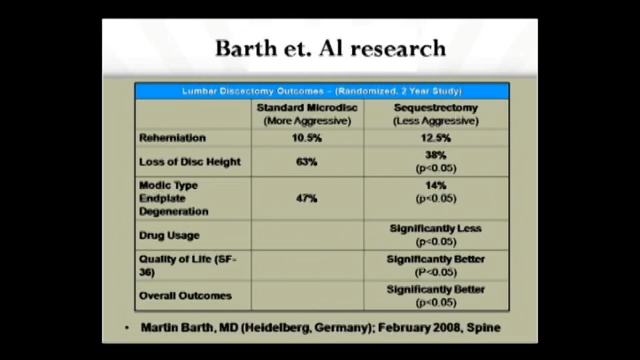 Barth et. Al research
Lumbar Discectomy Outcomes – (Randomized, 2 Year Study)
Standard Microdisc Sequestrectomy
(More Aggressive) (Less Aggressive)
Reherniation 10.5% 12.5%
Loss of Disc Height 63% 38%
(p<0.05)
Modic Type
Endplate
Degeneration 47% 14%
(p<0.05)
Drug Usage Significantly Less
(p<0.05)
Quality of Life (SF-
36) Significantly Better
(P<0.05)
Overall Outcomes Significantly Better
(p<0.05)
• Martin Barth, MD (Heidelberg, Germany); February 2008, Spine